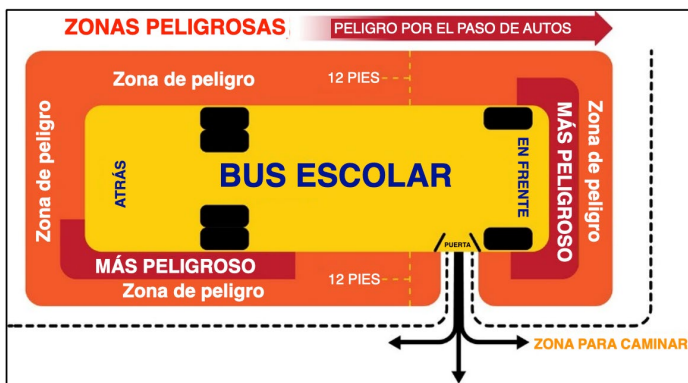 ZONAS PELIGROSAS
PELIGRO POR EL PASO DE AUTOS
Zona de peligro
12 PIES
Zona de peligro
ATRÁS
BUS ESCOLAR
EN FRENTE
MÁS PELIGROSO
Zona de peligro
PUERTA
MÁS PELIGROSO
Zona de peligro
12 PIES
ZONA PARA CAMINAR